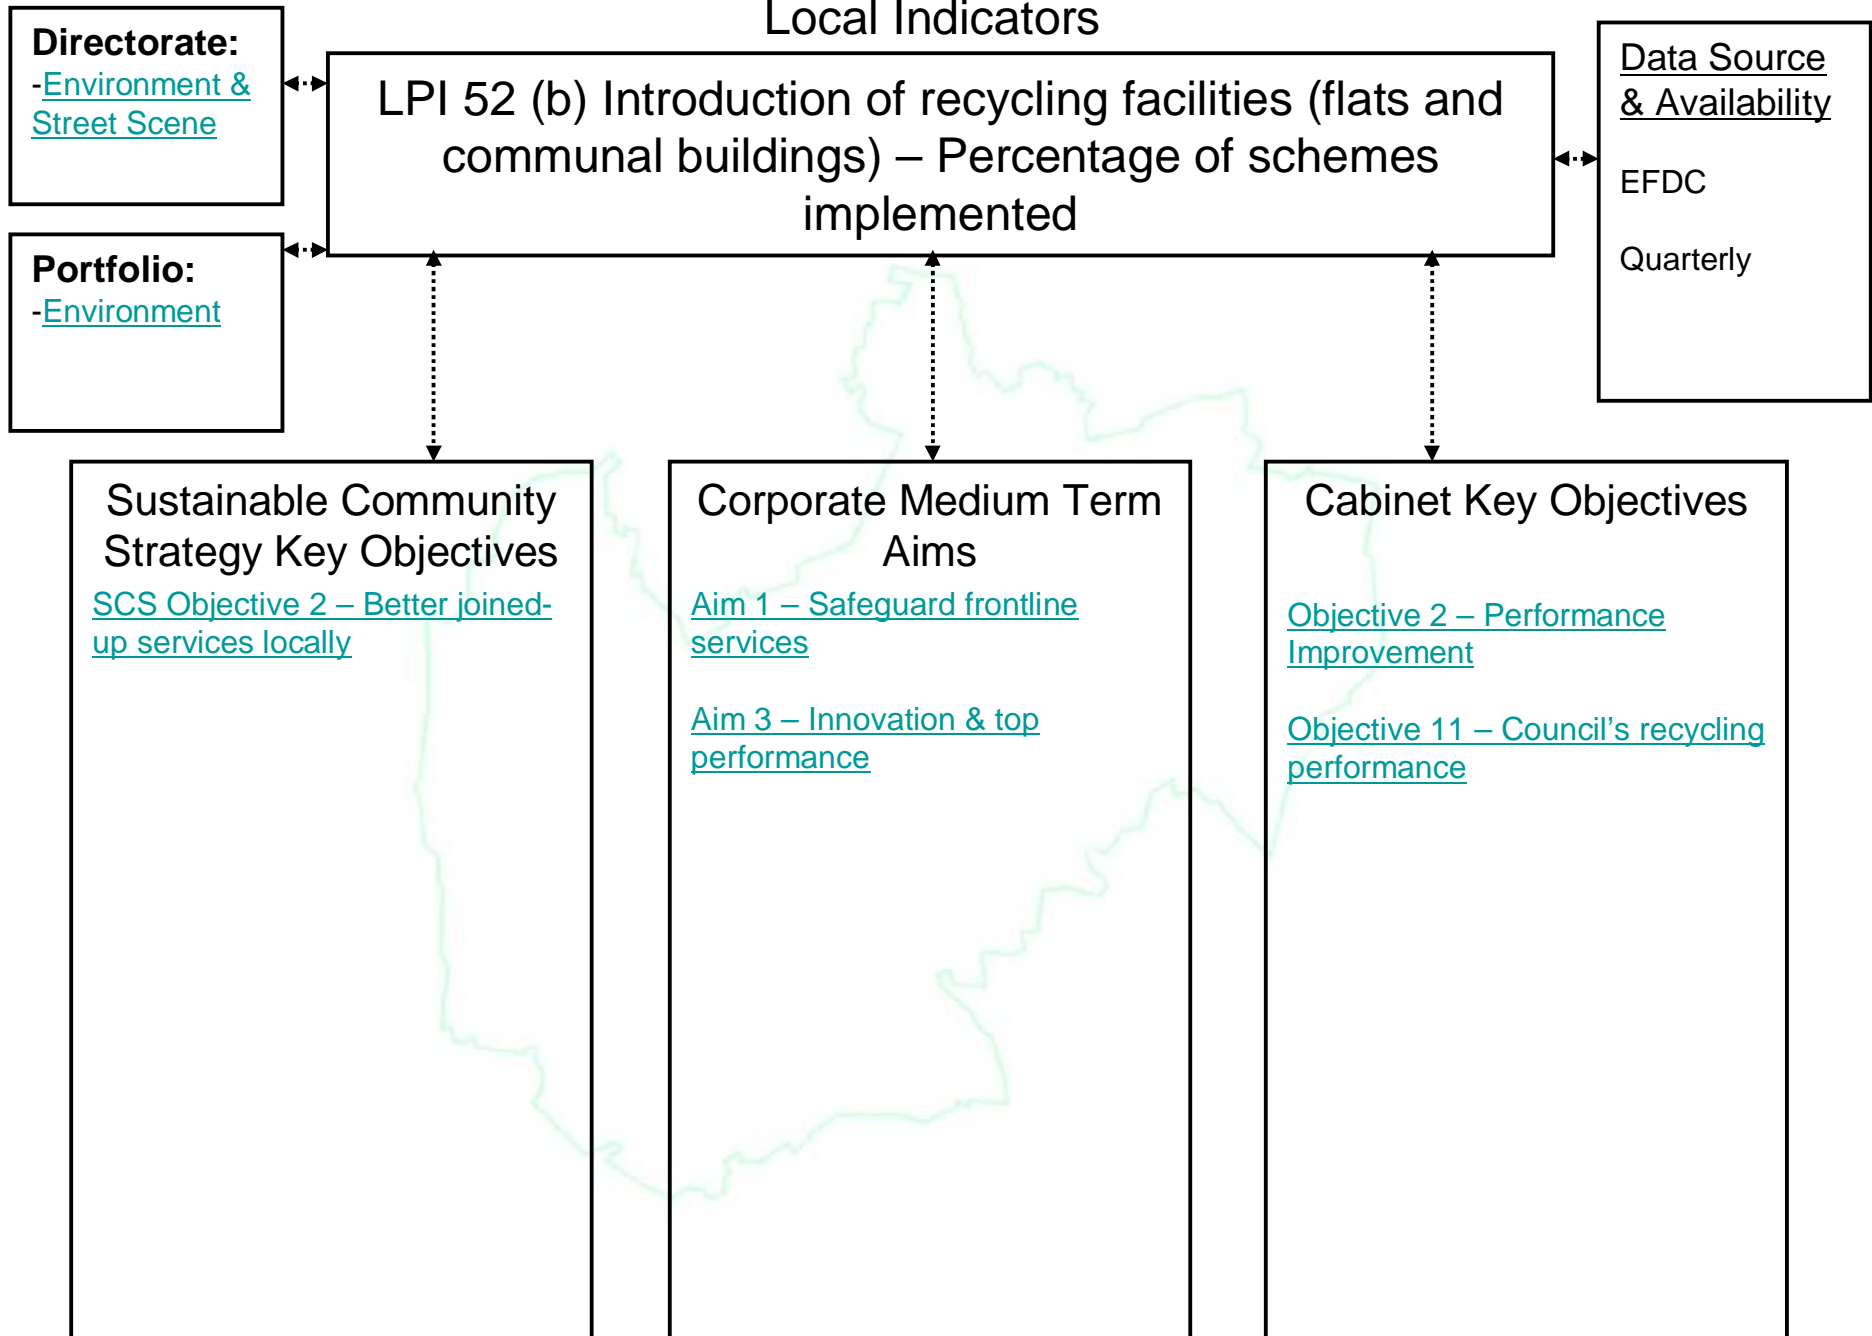 Local Indicators
Directorate:
-Environment &
Street Scene
LPI 52 (b) Introduction of recycling facilities (flats and
communal buildings) – Percentage of schemes
implemented
Data Source
& Availability
EFDC
Quarterly
Portfolio:
-Environment
Sustainable Community
Strategy Key Objectives
SCS Objective 2 – Better joined-
up services locally
Corporate Medium Term
Aims
Aim 1 – Safeguard frontline
services
Aim 3 – Innovation & top
performance
Cabinet Key Objectives
Objective 2 – Performance
Improvement
Objective 11 – Council’s recycling
performance